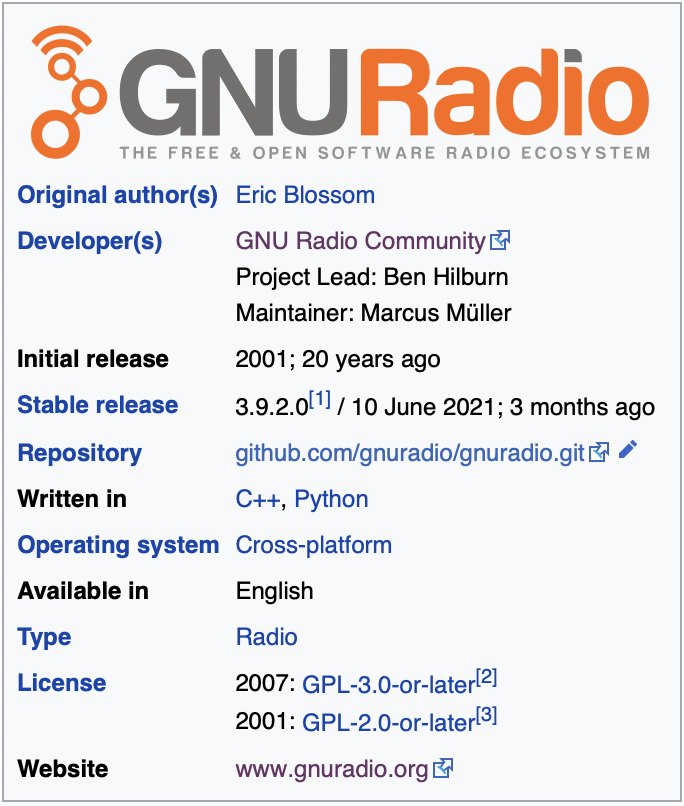 GNURadio
THE FREE & OPEN SOFTWARE RADIO ECOSYSTEM
Original author(s) Eric Blossom
Developer(s) GNU Radio Community
Project Lead: Ben Hilburn
Maintainer: Marcus Müller
Initial release 2001; 20 years ago
Stable release 3.9.2.0[1] / 10 June 2021; 3 months ago
Repository github.com/gnuradio/gnuradio.git
Written in C++, Python
Operating system Cross-platform
Available in English
Type Radio
License 2007: GPL-3.0-or-later[2]
2001: GPL-2.0-or-later[3]
Website www.gnuradio.org